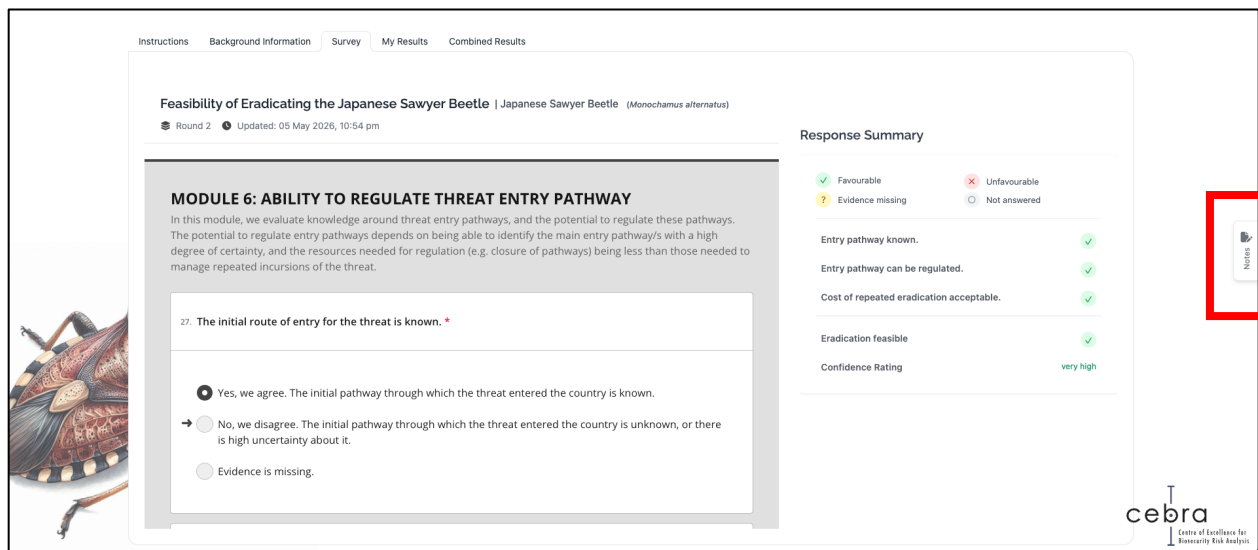 Instructions Background Information Survey My Results Combined Results
Feasibility of Eradicating the Japanese Sawyer Beetle | Japanese Sawyer Beetle (Monochamus alternatus)
Round 2 Updated: 05 May 2026, 10:54 pm
MODULE 6: ABILITY TO REGULATE THREAT ENTRY PATHWAY
In this module, we evaluate knowledge around threat entry pathways, and the potential to regulate these pathways.
The potential to regulate entry pathways depends on being able to identify the main entry pathway/s with a high
degree of certainty, and the resources needed for regulation (e.g. closure of pathways) being less than those needed to
manage repeated incursions of the threat.
27. The initial route of entry for the threat is known. *
Yes, we agree. The initial pathway through which the threat entered the country is known.
➔ No, we disagree. The initial pathway through which the threat entered the country is unknown, or there
is high uncertainty about it.
Evidence is missing.
Response Summary
✓ Favourable × Unfavourable
? Evidence missing Not answered
Entry pathway known. ✓
Entry pathway can be regulated. ✓
Cost of repeated eradication acceptable. ✓
Eradication feasible ✓
Confidence Rating very high
Notes
cebra
Centre of Excellence for
Biosecurity Risk Analysis